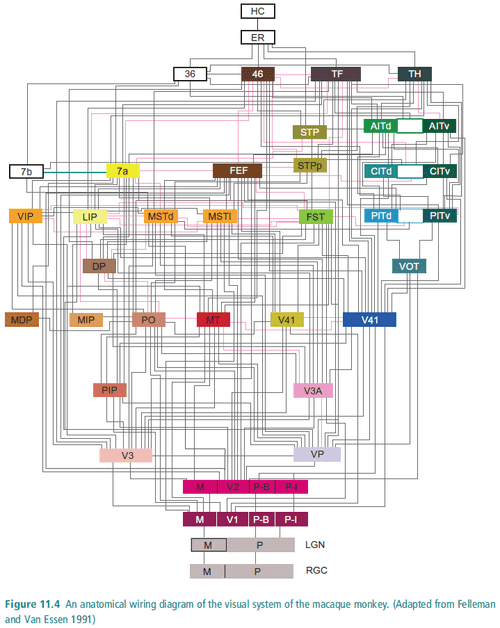 HC
ER
36 46 TF TH
STP AITd AITv
STPp
7b 7a FEF CITd CITv
VIP LIP MSTd MSTl FST PITd PITv
DP VOT
MDP MIP PO MT V41 V41
PIP V3A
V3 VP
M V2 P-B P-I
M V1 P-B P-I
M P LGN
M P RGC
Figure 11.4 An anatomical wiring diagram of the visual system of the macaque monkey. (Adapted from Felleman
and Van Essen 1991)